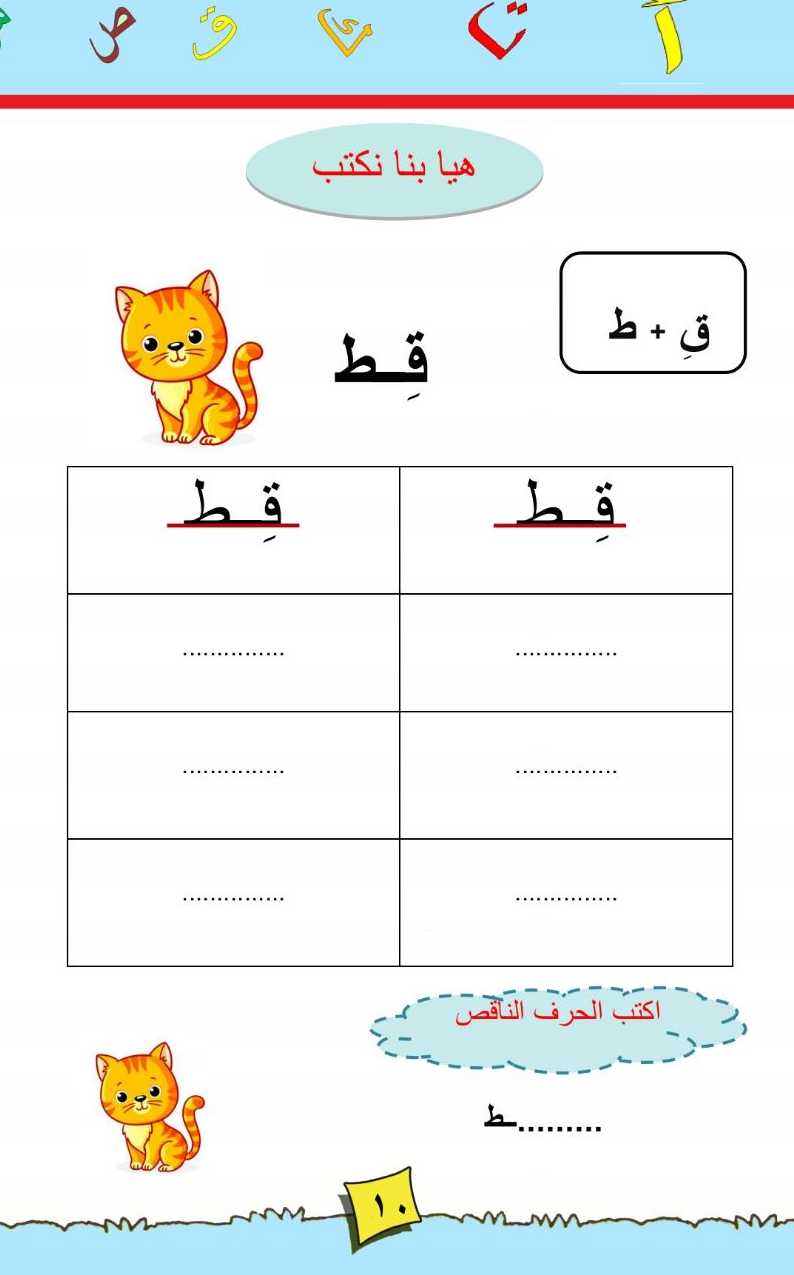 أ ت ق ص
هيا بنا نكتب
قِ + ط
قِـط
قِـط قِـط
............... ...............
............... ...............
............... ...............
اكتب الحرف الناقص
.........ـط
١٠